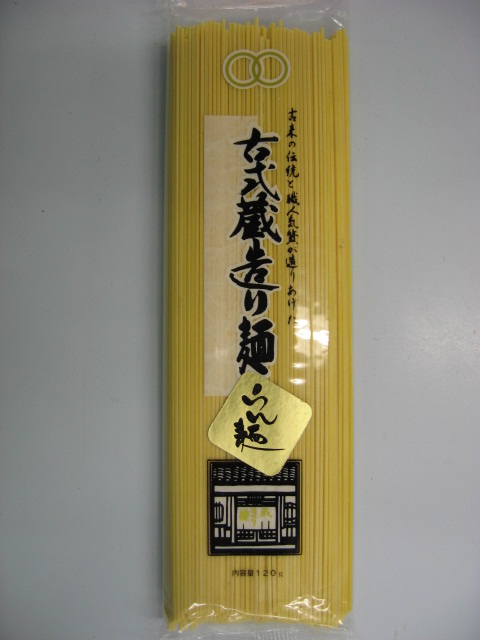 古来の伝統と職人気質が造りあげた
古式蔵造り麺
らん
麺
内容量120g